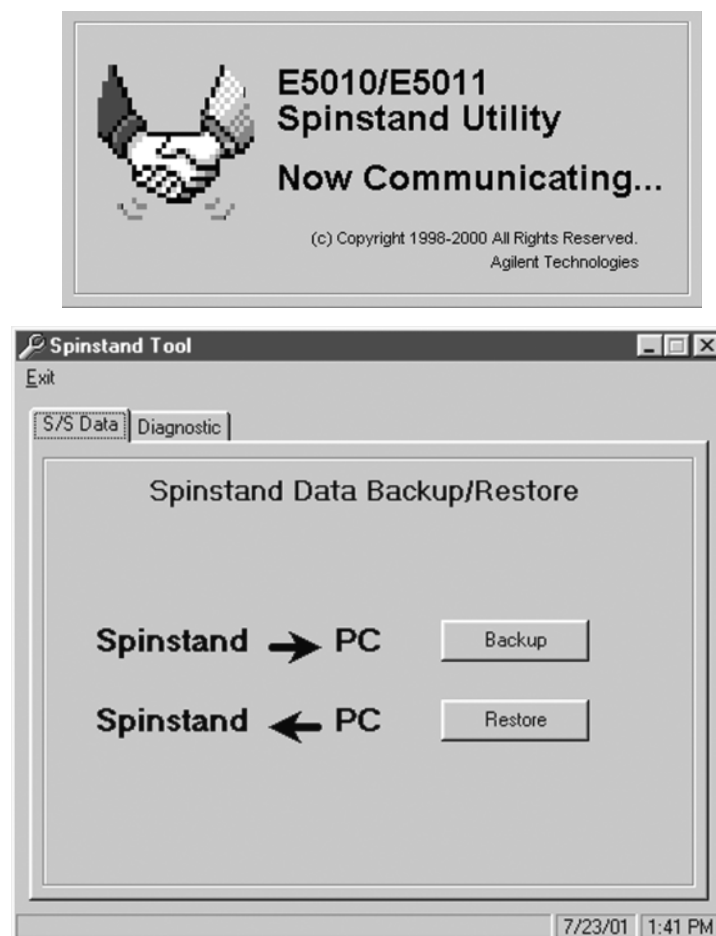 E5010/E5011
Spinstand Utility
Now Communicating...
(c) Copyright 1998-2000 All Rights Reserved.
Agilent Technologies
Spinstand Tool
Exit
S/S Data Diagnostic
Spinstand Data Backup/Restore
Spinstand PC Backup
Spinstand PC Restore
7/23/01 1:41 PM